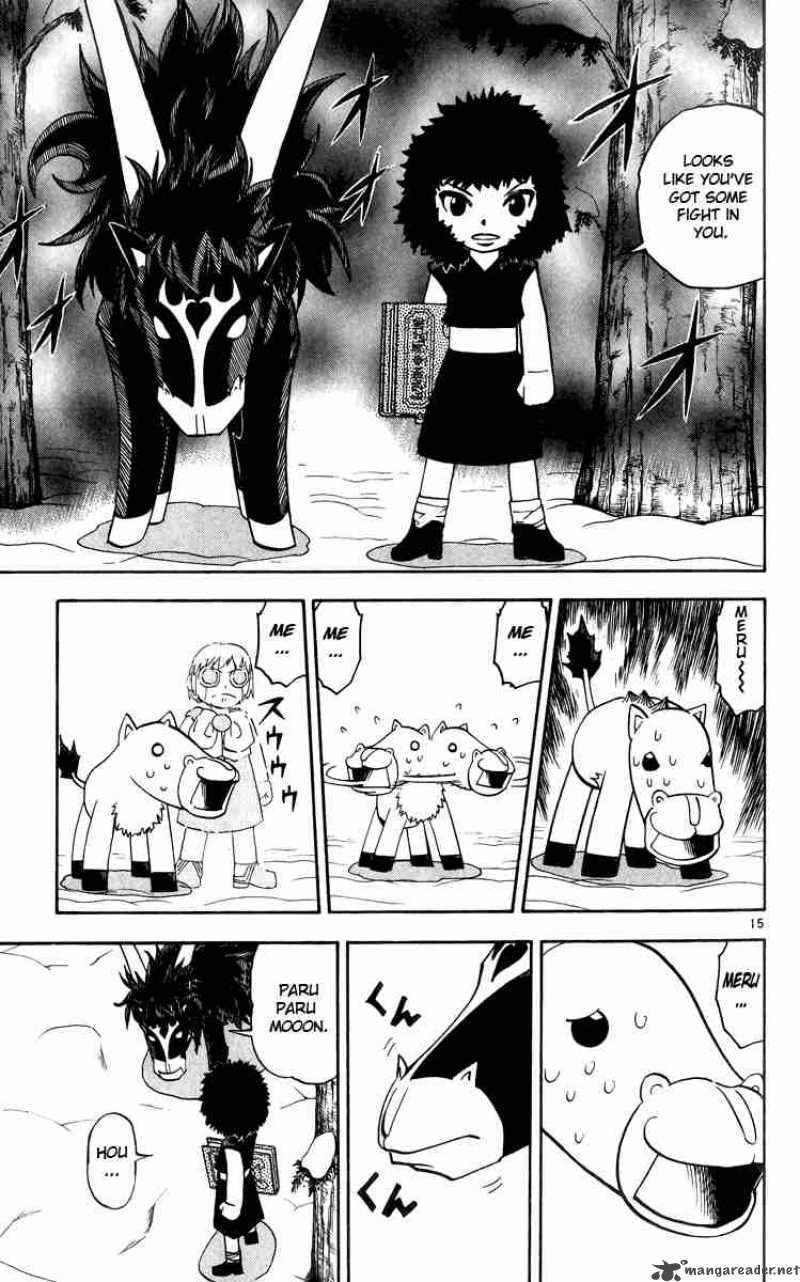 LOOKS
LIKE YOU'VE
GOT SOME
FIGHT IN
YOU.
MERU~
ME
...
ME
...
ME
...
スゥゥゥゥ
15
MERU
...
くん
くん
PARU
PARU
MOOON.
HOU
...
mangareader.net